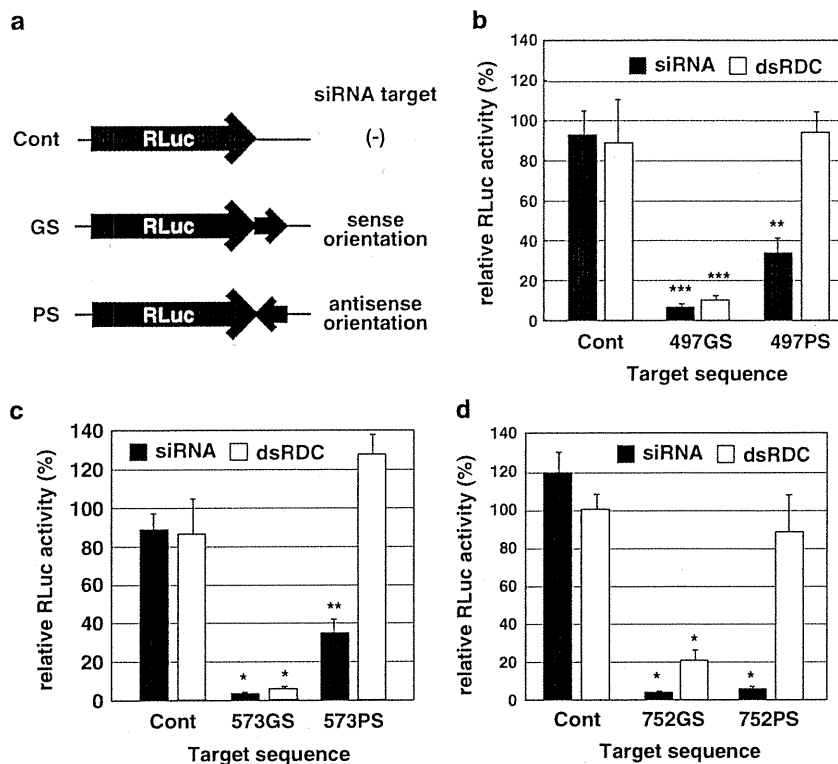 a
siRNA target
Cont RLuc (-)
GS RLuc sense orientation
PS RLuc antisense orientation
b
relative RLuc activity (%)
140
120
100
80
60
40
20
0
siRNA dsRDC
*** *** **
Cont 497GS 497PS
Target sequence
c
relative RLuc activity (%)
140
120
100
80
60
40
20
0
siRNA dsRDC
* * **
Cont 573GS 573PS
Target sequence
d
relative RLuc activity (%)
140
120
100
80
60
40
20
0
siRNA dsRDC
* * *
Cont 752GS 752PS
Target sequence